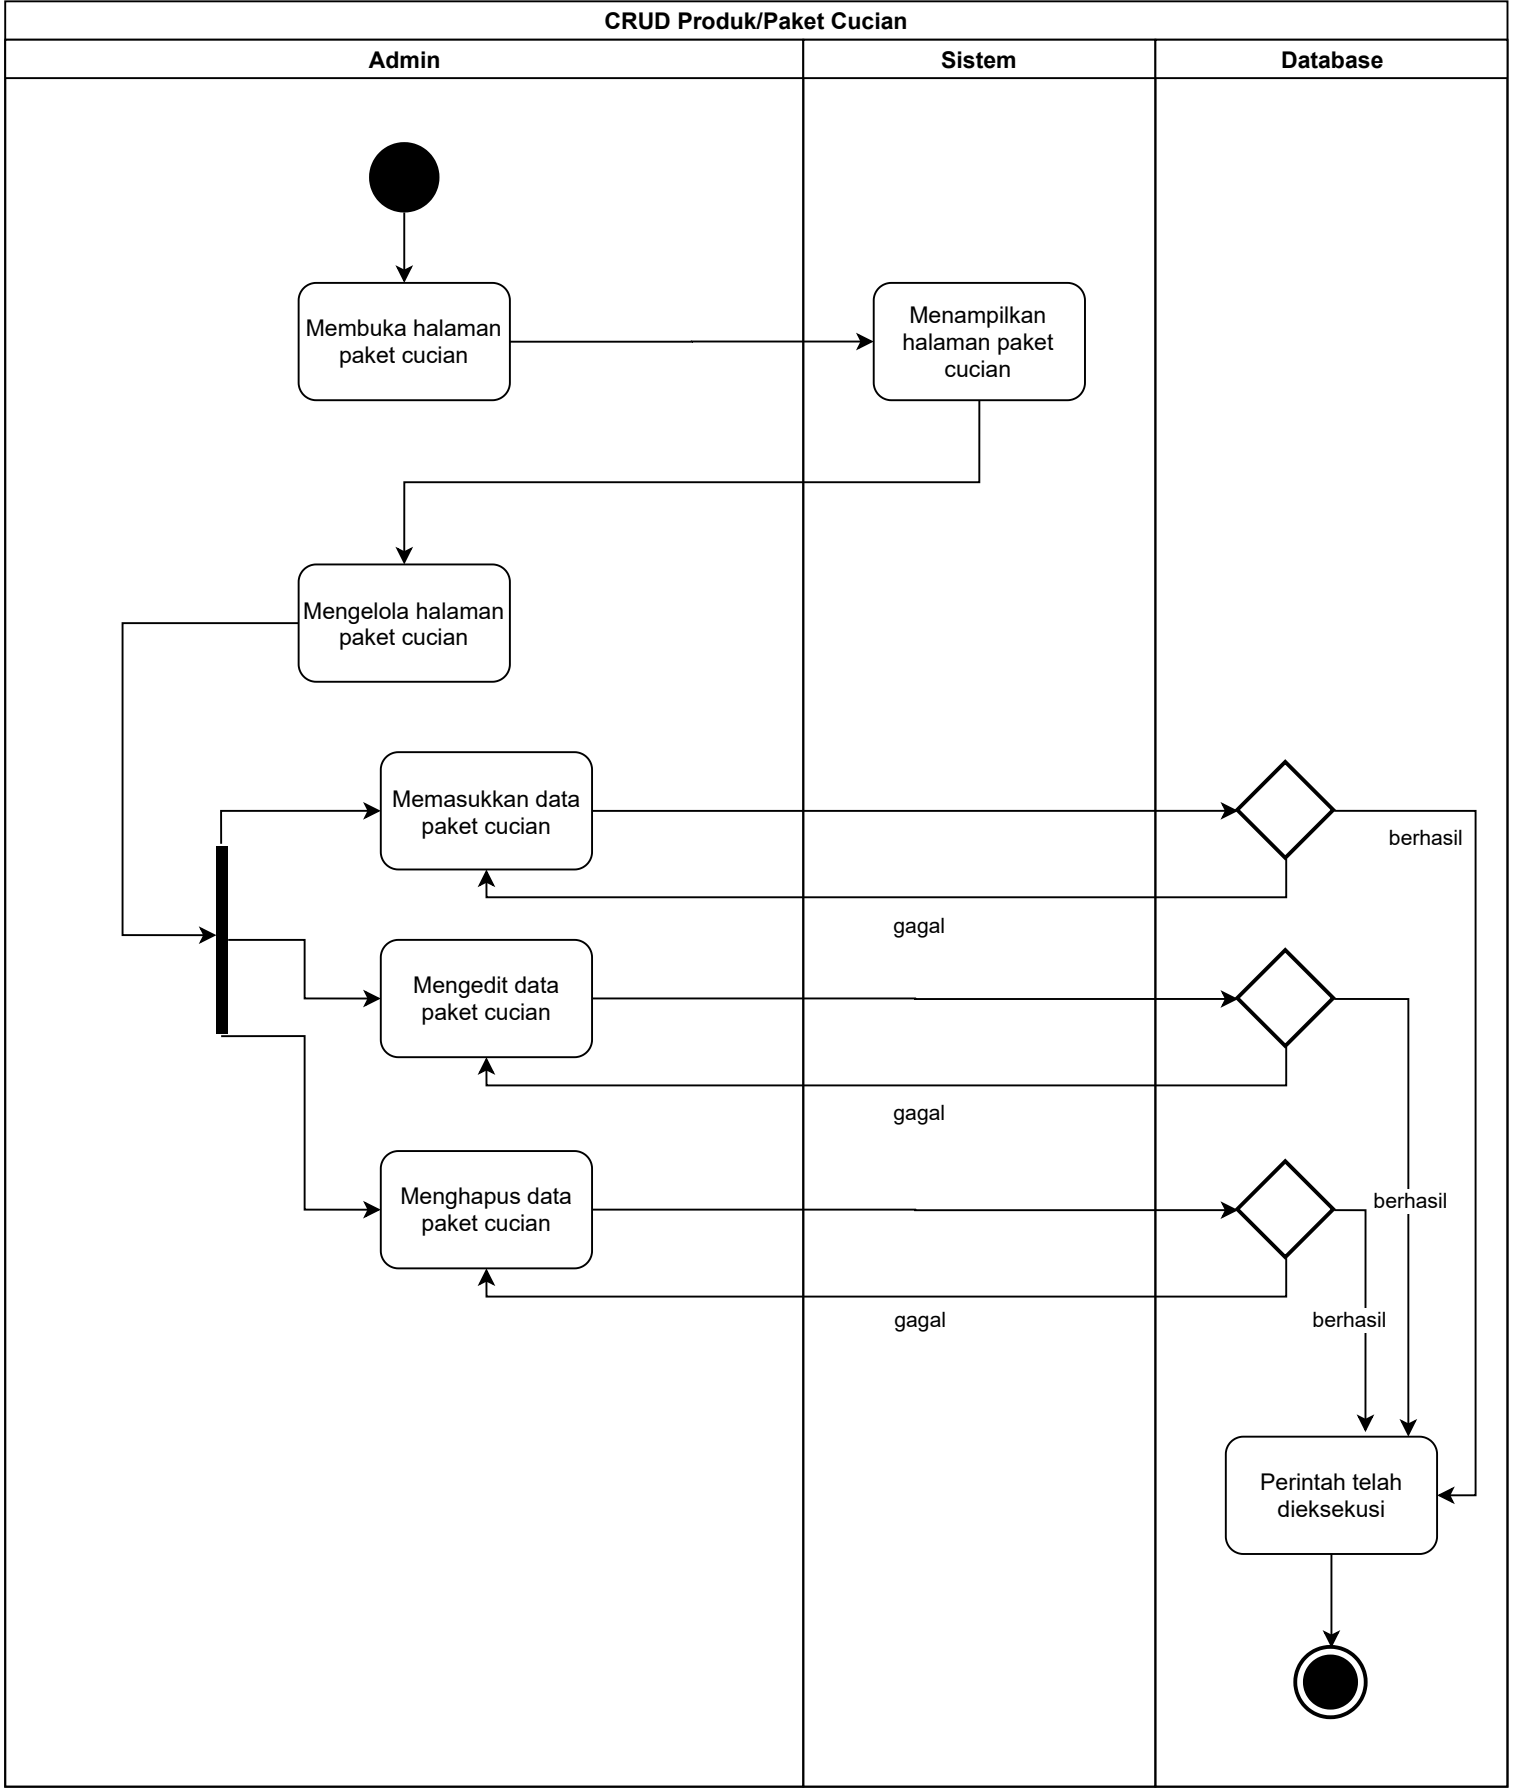 CRUD Produk/Paket Cucian
Admin
Sistem
Database
Membuka halaman
paket cucian
Menampilkan
halaman paket
cucian
Mengelola halaman
paket cucian
Memasukkan data
paket cucian
berhasil
gagal
Mengedit data
paket cucian
gagal
Menghapus data
paket cucian
berhasil
gagal
berhasil
Perintah telah
dieksekusi